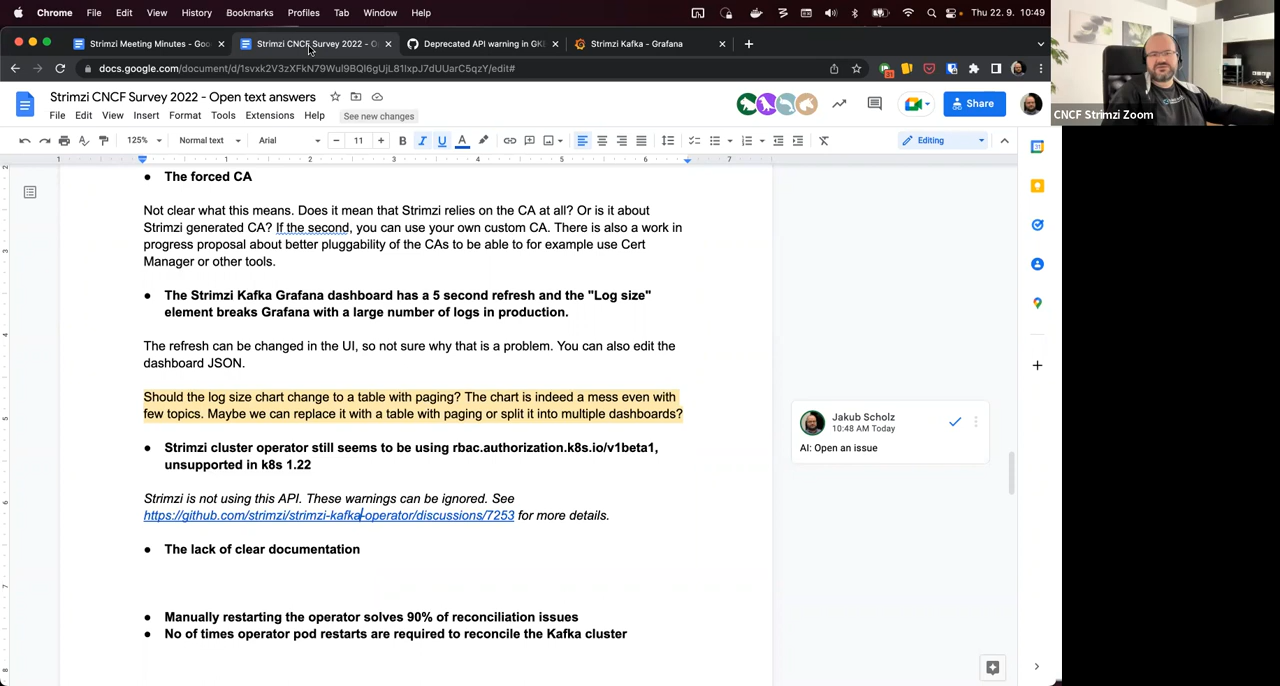 Chrome File Edit View History Bookmarks Profiles Tab Window Help Thu 22. 9. 10:49
Strimzi Meeting Minutes - Goo
Strimzi CNCF Survey 2022 - O
Deprecated API warning in GKE
Strimzi Kafka - Grafana
docs.google.com/document/d/1svxk2V3zXFkN79Wul9BQI6gUjL81IxpJ7dUUarC5qzY/edit#
31
CNCF Strimzi Zoom
Strimzi CNCF Survey 2022 - Open text answers
Share
File Edit View Insert Format Tools Extensions Help See new changes
125% Normal text Arial 11 B I U A Editing
1 1 2 3 4 5 6 7
The forced CA
Not clear what this means. Does it mean that Strimzi relies on the CA at all? Or is it about
Strimzi generated CA? If the second, you can use your own custom CA. There is also a work in
progress proposal about better pluggability of the CAs to be able to for example use Cert
Manager or other tools.
The Strimzi Kafka Grafana dashboard has a 5 second refresh and the "Log size"
element breaks Grafana with a large number of logs in production.
The refresh can be changed in the UI, so not sure why that is a problem. You can also edit the
dashboard JSON.
Should the log size chart change to a table with paging? The chart is indeed a mess even with
few topics. Maybe we can replace it with a table with paging or split it into multiple dashboards?
Jakub Scholz
10:48 AM Today
AI: Open an issue
Strimzi cluster operator still seems to be using rbac.authorization.k8s.io/v1beta1,
unsupported in k8s 1.22
Strimzi is not using this API. These warnings can be ignored. See
https://github.com/strimzi/strimzi-kafka-operator/discussions/7253 for more details.
The lack of clear documentation
Manually restarting the operator solves 90% of reconciliation issues
No of times operator pod restarts are required to reconcile the Kafka cluster